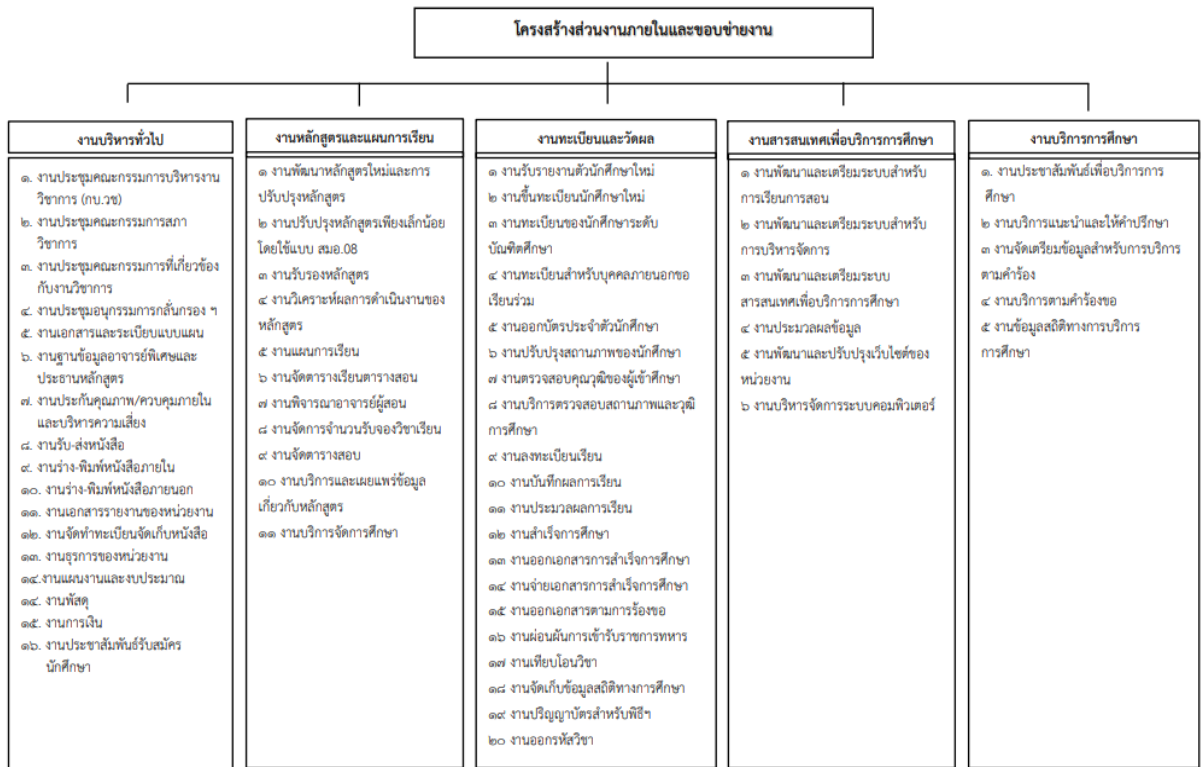 โครงสร้างส่วนงานภายในและขอบข่ายงาน
งานบริหารทั่วไป
๑. งานประชุมคณะกรรมการบริหารงาน
วิชาการ (กบ.วช)
๒. งานประชุมคณะกรรมการสภา
วิชาการ
๓. งานประชุมคณะกรรมการที่เกี่ยวข้อง
กับงานวิชาการ
๔. งานประชุมอนุกรรมการกลั่นกรอง ฯ
๕. งานเอกสารและระเบียบแบบแผน
๖. งานฐานข้อมูลอาจารย์พิเศษและ
ประธานหลักสูตร
๗. งานประกันคุณภาพ/ควบคุมภายใน
และบริหารความเสี่ยง
๘. งานรับ-ส่งหนังสือ
๙. งานร่าง-พิมพ์หนังสือภายใน
๑๐. งานร่าง-พิมพ์หนังสือภายนอก
๑๑. งานเอกสารรายงานของหน่วยงาน
๑๒. งานจัดทำทะเบียนจัดเก็บหนังสือ
๑๓. งานธุรการของหน่วยงาน
๑๔.งานแผนงานและงบประมาณ
๑๔. งานพัสดุ
๑๕. งานการเงิน
๑๖. งานประชาสัมพันธ์รับสมัคร
นักศึกษา
งานหลักสูตรและแผนการเรียน
๑ งานพัฒนาหลักสูตรใหม่และการ
ปรับปรุงหลักสูตร
๒ งานปรับปรุงหลักสูตรเพียงเล็กน้อย
โดยใช้แบบ สมอ.08
๓ งานรับรองหลักสูตร
๔ งานวิเคราะห์ผลการดำเนินงานของ
หลักสูตร
๕ งานแผนการเรียน
๖ งานจัดตารางเรียนตารางสอน
๗ งานพิจารณาอาจารย์ผู้สอน
๘ งานจัดการจำนวนรับจองวิชาเรียน
๙ งานจัดตารางสอบ
๑๐ งานบริการและเผยแพร่ข้อมูล
เกี่ยวกับหลักสูตร
๑๑ งานบริการจัดการศึกษา
งานทะเบียนและวัดผล
๑ งานรับรายงานตัวนักศึกษาใหม่
๒ งานขึ้นทะเบียนนักศึกษาใหม่
๓ งานทะเบียนของนักศึกษาระดับ
บัณฑิตศึกษา
๔ งานทะเบียนสำหรับบุคคลภายนอกขอ
เรียนร่วม
๕ งานออกบัตรประจำตัวนักศึกษา
๖ งานปรับปรุงสถานภาพของนักศึกษา
๗ งานตรวจสอบคุณวุฒิของผู้เข้าศึกษา
๘ งานบริการตรวจสอบสถานภาพและวุฒิ
การศึกษา
๙ งานลงทะเบียนเรียน
๑๐ งานบันทึกผลการเรียน
๑๑ งานประมวลผลการเรียน
๑๒ งานสำเร็จการศึกษา
๑๓ งานออกเอกสารการสำเร็จการศึกษา
๑๔ งานจ่ายเอกสารการสำเร็จการศึกษา
๑๕ งานออกเอกสารตามการร้องขอ
๑๖ งานผ่อนผันการเข้ารับราชการทหาร
๑๗ งานเทียบโอนวิชา
๑๘ งานจัดเก็บข้อมูลสถิติทางการศึกษา
๑๙ งานปริญญาบัตรสำหรับพิธีฯ
๒๐ งานออกรหัสวิชา
งานสารสนเทศเพื่อบริการการศึกษา
๑ งานพัฒนาและเตรียมระบบสำหรับ
การเรียนการสอน
๒ งานพัฒนาและเตรียมระบบสำหรับ
การบริหารจัดการ
๓ งานพัฒนาและเตรียมระบบ
สารสนเทศเพื่อบริการการศึกษา
๔ งานประมวลผลข้อมูล
๕ งานพัฒนาและปรับปรุงเว็บไซต์ของ
หน่วยงาน
๖ งานบริหารจัดการระบบคอมพิวเตอร์
งานบริการการศึกษา
๑. งานประชาสัมพันธ์เพื่อบริการการ
ศึกษา
๒ งานบริการแนะนำและให้คำปรึกษา
๓ งานจัดเตรียมข้อมูลสำหรับการบริการ
ตามคำร้อง
๔ งานบริการตามคำร้องขอ
๕ งานข้อมูลสถิติทางการบริการ
การศึกษา